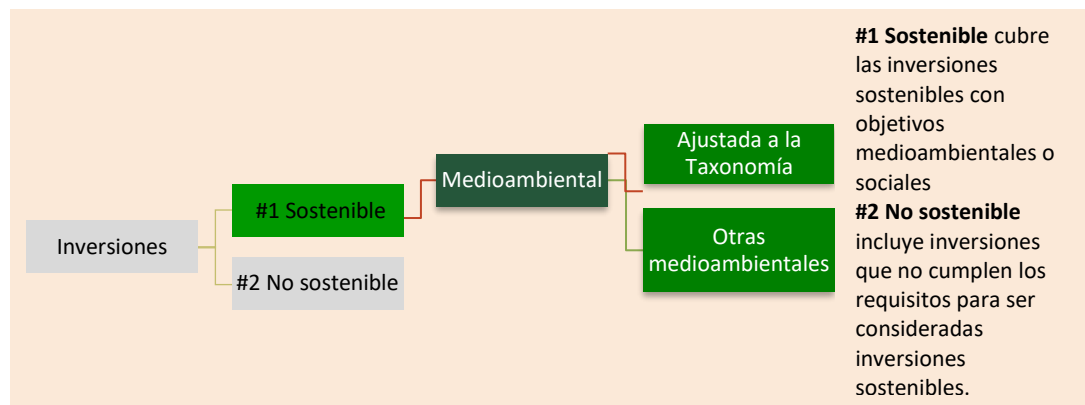 Inversiones
#1 Sostenible
#2 No sostenible
Medioambiental
Ajustada a la
Taxonomía
Otras
medioambientales
#1 Sostenible cubre
las inversiones
sostenibles con
objetivos
medioambientales o
sociales
#2 No sostenible
incluye inversiones
que no cumplen los
requisitos para ser
consideradas
inversiones
sostenibles.